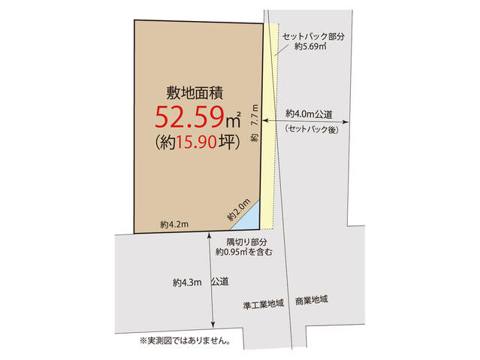 セットバック部分
約5.69㎡
敷地面積
52.59㎡
(約15.90坪)
約 7.7m
約4.0m公道
(セットバック後)
約2.0m
約4.2m
隅切り部分
約0.95㎡を含む
約4.3m 公道
準工業地域
商業地域
※実測図ではありません。